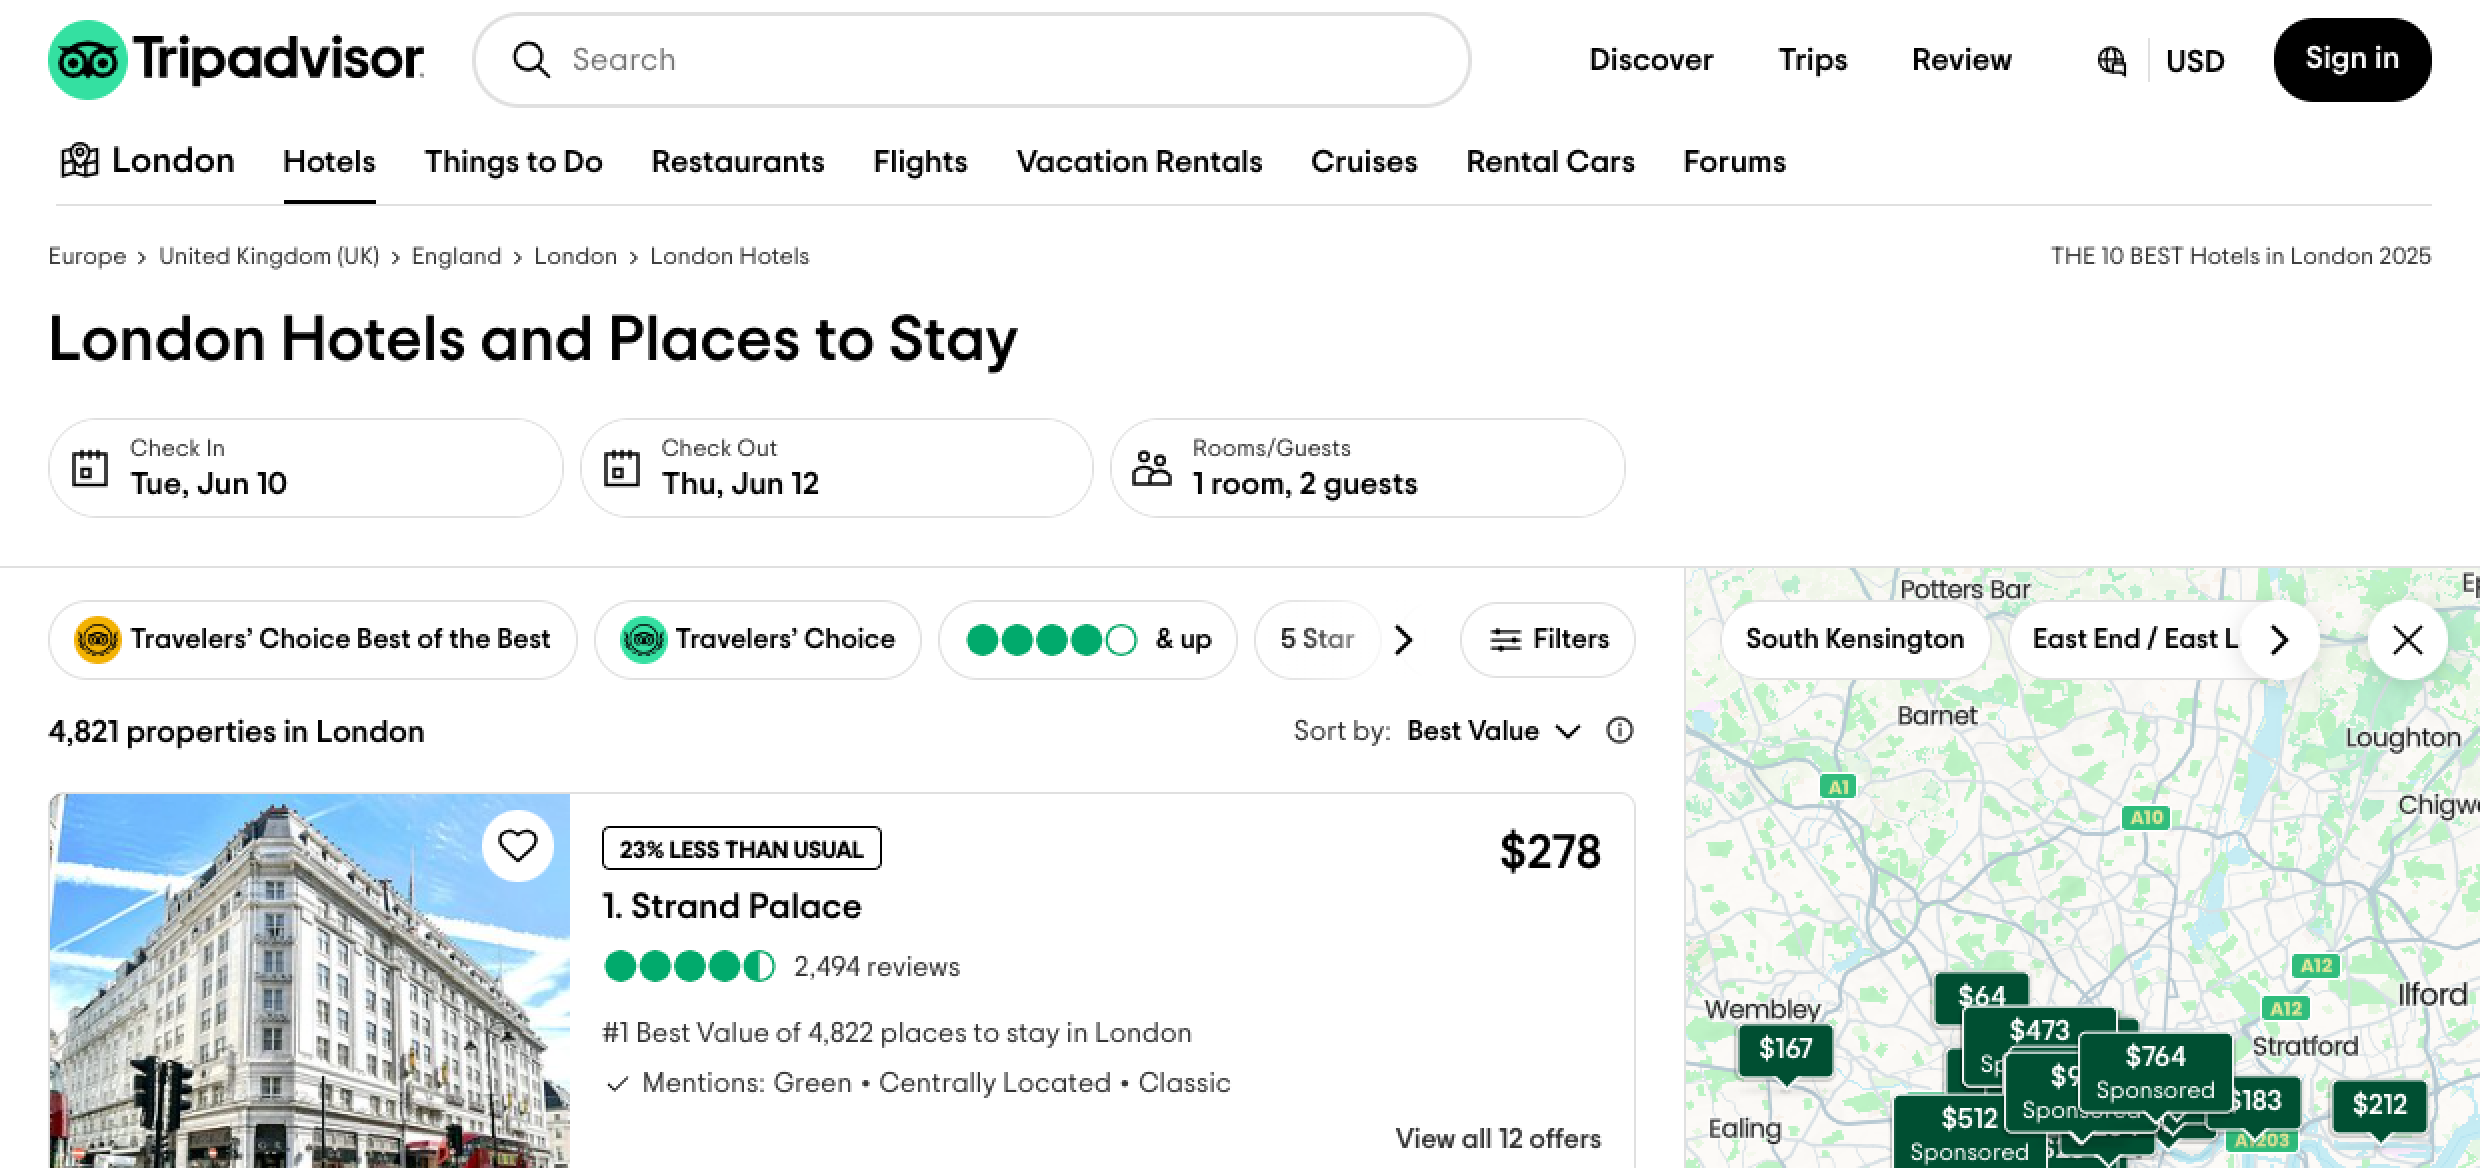 Tripadvisor
Search
Discover
Trips
Review
USD
Sign in
London
Hotels
Things to Do
Restaurants
Flights
Vacation Rentals
Cruises
Rental Cars
Forums
Europe › United Kingdom (UK) › England › London › London Hotels
THE 10 BEST Hotels in London 2025
London Hotels and Places to Stay
Check In
Tue, Jun 10
Check Out
Thu, Jun 12
Rooms/Guests
1 room, 2 guests
Travelers’ Choice Best of the Best
Travelers’ Choice
& up
5 Star
Filters
4,821 properties in London
Sort by: Best Value
23% LESS THAN USUAL
$278
1. Strand Palace
2,494 reviews
#1 Best Value of 4,822 places to stay in London
Mentions: Green • Centrally Located • Classic
View all 12 offers
Potters Bar
South Kensington
East End / East L
Barnet
Loughton
A1
Chigw
A10
A12
Ilford
$64
Wembley
A12
$473
$167
Stratford
$764
Sponsored
$183
$212
$512
Sponsored
Sponsored
Ealing